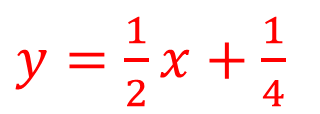 y = 1/2 x + 1/4